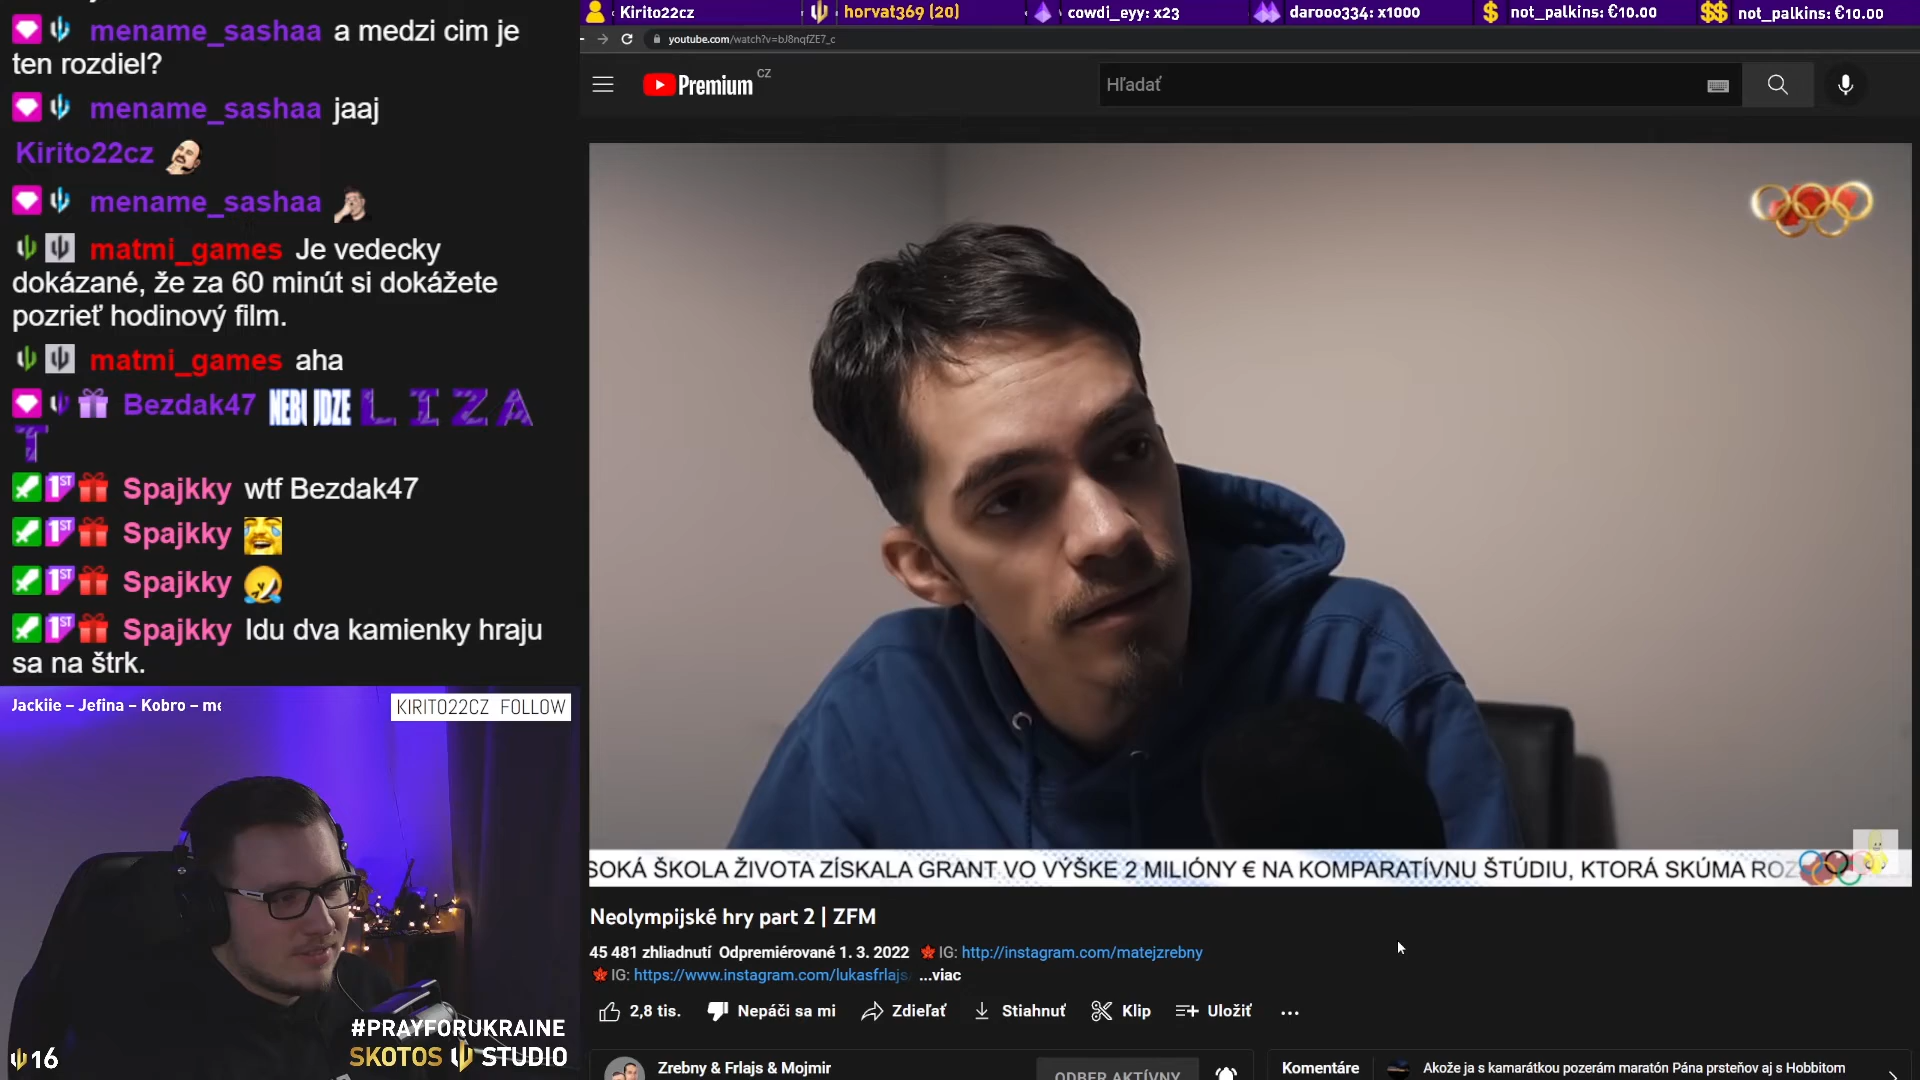 mename_sashaa a medzi cim je
ten rozdiel?
mename_sashaa jaaj
Kirito22cz
mename_sashaa
matmi_games Je vedecky
dokázané, že za 60 minút si dokážete
pozrieť hodinový film.
matmi_games aha
Bezdak47 NEBUDZE L I Z A
T
1ST Spajkky wtf Bezdak47
1ST Spajkky
1ST Spajkky
1ST Spajkky Idu dva kamienky hraju
sa na štrk.
Jackiie – Jefina – Kobro – me
KIRITO22CZ FOLLOW
#PRAYFORUKRAINE
16
SKOTOS STUDIO
Kirito22cz
horvat369 (20)
cowdi_eyy: x23
darooo334: x1000
$ not_palkins: €10.00
$$ not_palkins: €10.00
youtube.com/watch?v=bJ8nqfZE7_c
Premium CZ
Hľadať
SOKÁ ŠKOLA ŽIVOTA ZÍSKALA GRANT VO VÝŠKE 2 MILIÓNY € NA KOMPARATÍVNU ŠTÚDIU, KTORÁ SKÚMA ROZ
Neolympijské hry part 2 | ZFM
45 481 zhliadnutí Odpremiérované 1. 3. 2022 IG: http://instagram.com/matejzrebny
IG: https://www.instagram.com/lukasfrlajs ...viac
2,8 tis. Nepáči sa mi Zdieľať Stiahnuť Klip Uložiť ...
Zrebny & Frlajs & Mojmir
ODBER AKTÍVNY
Komentáre
Akože ja s kamarátkou pozerám maratón Pána prsteňov aj s Hobbitom